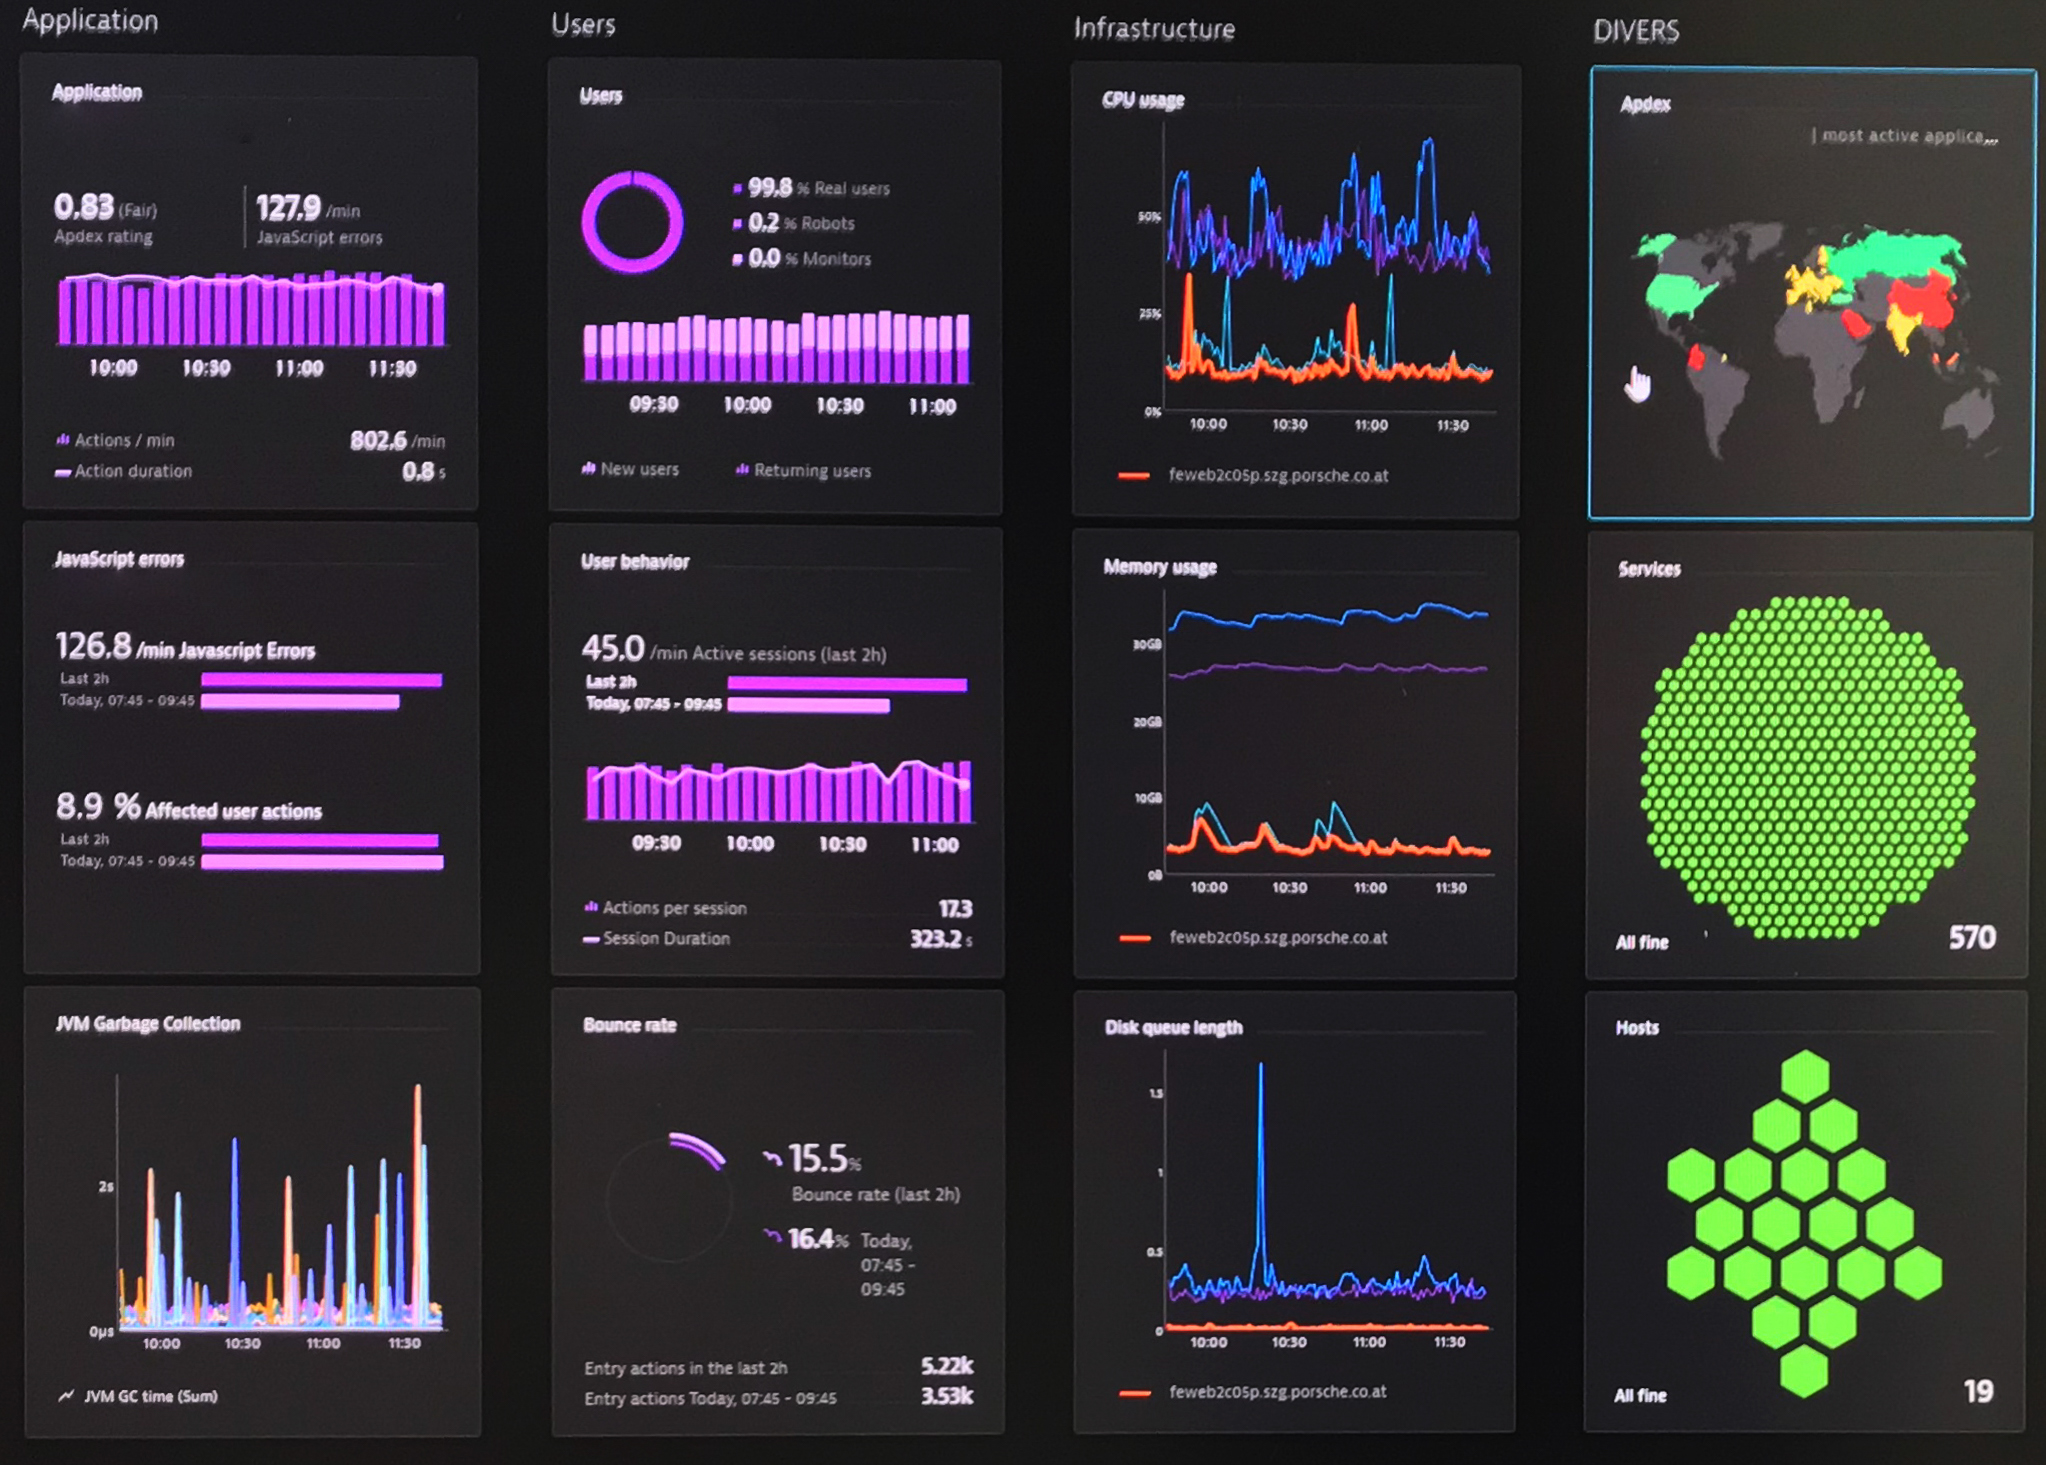 Application
Users
Infrastructure
DIVERS
Application
0.83 (Fair)
Apdex rating
127.9 /min
JavaScript errors
10:00 10:30 11:00 11:30
Actions / min 802.6 /min
Action duration 0.8 s
Users
99.8 % Real users
0.2 % Robots
0.0 % Monitors
09:30 10:00 10:30 11:00
New users Returning users
CPU usage
50%
25%
0%
10:00 10:30 11:00 11:30
feweb2c05p.szg.porsche.co.at
Apdex
| most active applica...
JavaScript errors
126.8 /min Javascript Errors
Last 2h
Today, 07:45 - 09:45
8.9 % Affected user actions
Last 2h
Today, 07:45 - 09:45
User behavior
45.0 /min Active sessions (last 2h)
Last 2h
Today, 07:45 - 09:45
09:30 10:00 10:30 11:00
Actions per session 17.3
Session Duration 323.2 s
Memory usage
30GB
20GB
10GB
0B
10:00 10:30 11:00 11:30
feweb2c05p.szg.porsche.co.at
Services
All fine 570
JVM Garbage Collection
2s
0µs
10:00 10:30 11:00 11:30
JVM GC time (Sum)
Bounce rate
15.5%
Bounce rate (last 2h)
16.4% Today,
07:45 -
09:45
Entry actions in the last 2h 5.22k
Entry actions Today, 07:45 - 09:45 3.53k
Disk queue length
1.5
1
0.5
0
10:00 10:30 11:00 11:30
feweb2c05p.szg.porsche.co.at
Hosts
All fine 19